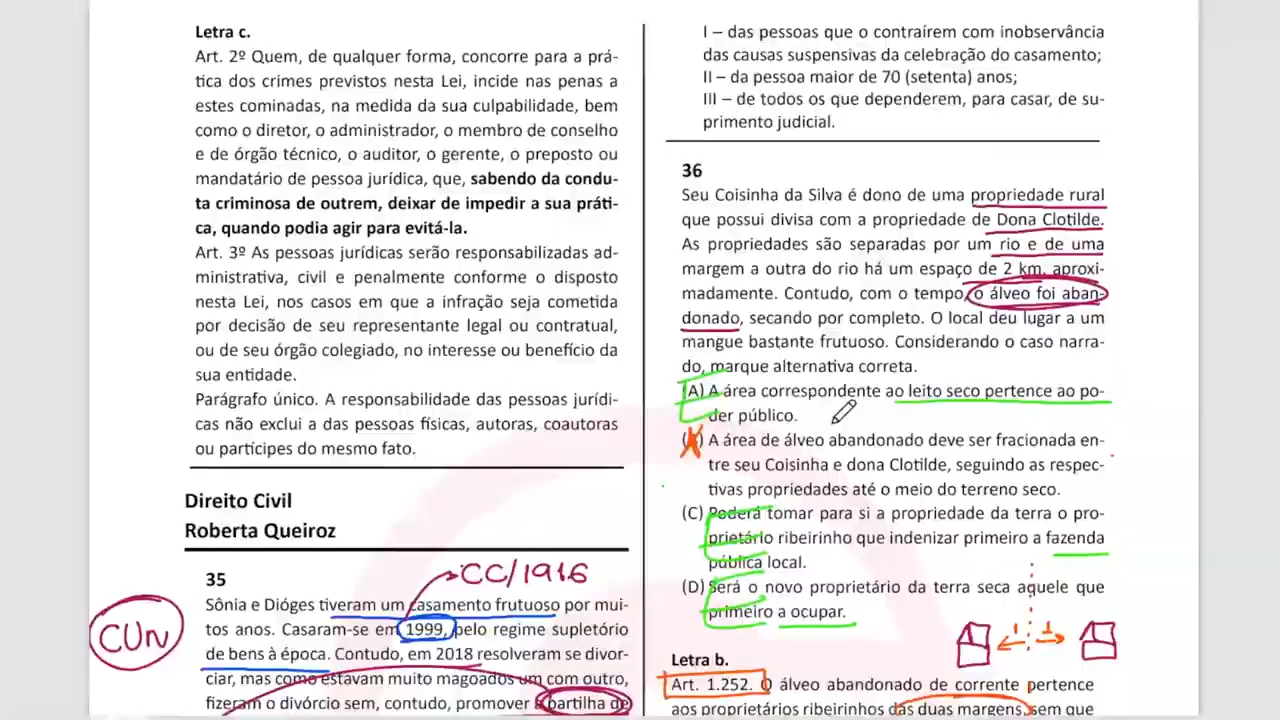 Letra c.
Art. 2º Quem, de qualquer forma, concorre para a prá-
tica dos crimes previstos nesta Lei, incide nas penas a
estes cominadas, na medida da sua culpabilidade, bem
como o diretor, o administrador, o membro de conselho
e de órgão técnico, o auditor, o gerente, o preposto ou
mandatário de pessoa jurídica, que, sabendo da condu-
ta criminosa de outrem, deixar de impedir a sua práti-
ca, quando podia agir para evitá-la.
Art. 3º As pessoas jurídicas serão responsabilizadas ad-
ministrativa, civil e penalmente conforme o disposto
nesta Lei, nos casos em que a infração seja cometida
por decisão de seu representante legal ou contratual,
ou de seu órgão colegiado, no interesse ou benefício da
sua entidade.
Parágrafo único. A responsabilidade das pessoas jurídi-
cas não exclui a das pessoas físicas, autoras, coautoras
ou partícipes do mesmo fato.
Direito Civil
Roberta Queiroz
35
CC/1916
Sônia e Dióges tiveram um casamento frutuoso por mui-
tos anos. Casaram-se em 1999, pelo regime supletório
CUN
de bens à época. Contudo, em 2018 resolveram se divor-
ciar, mas como estavam muito magoados um com outro,
fizeram o divórcio sem, contudo, promover a partilha de
I – das pessoas que o contraírem com inobservância
das causas suspensivas da celebração do casamento;
II – da pessoa maior de 70 (setenta) anos;
III – de todos os que dependerem, para casar, de su-
primento judicial.
36
Seu Coisinha da Silva é dono de uma propriedade rural
que possui divisa com a propriedade de Dona Clotilde.
As propriedades são separadas por um rio e de uma
margem a outra do rio há um espaço de 2 km, aproxi-
madamente. Contudo, com o tempo, o álveo foi aban-
donado, secando por completo. O local deu lugar a um
mangue bastante frutuoso. Considerando o caso narra-
do, marque alternativa correta.
(A) A área correspondente ao leito seco pertence ao po-
der público.
A área de álveo abandonado deve ser fracionada en-
tre seu Coisinha e dona Clotilde, seguindo as respec-
tivas propriedades até o meio do terreno seco.
(C) Poderá tomar para si a propriedade da terra o pro-
prietário ribeirinho que indenizar primeiro a fazenda
pública local.
(D) Será o novo proprietário da terra seca aquele que
primeiro a ocupar.
Letra b.
Art. 1.252. O álveo abandonado de corrente pertence
aos proprietários ribeirinhos das duas margens, sem que